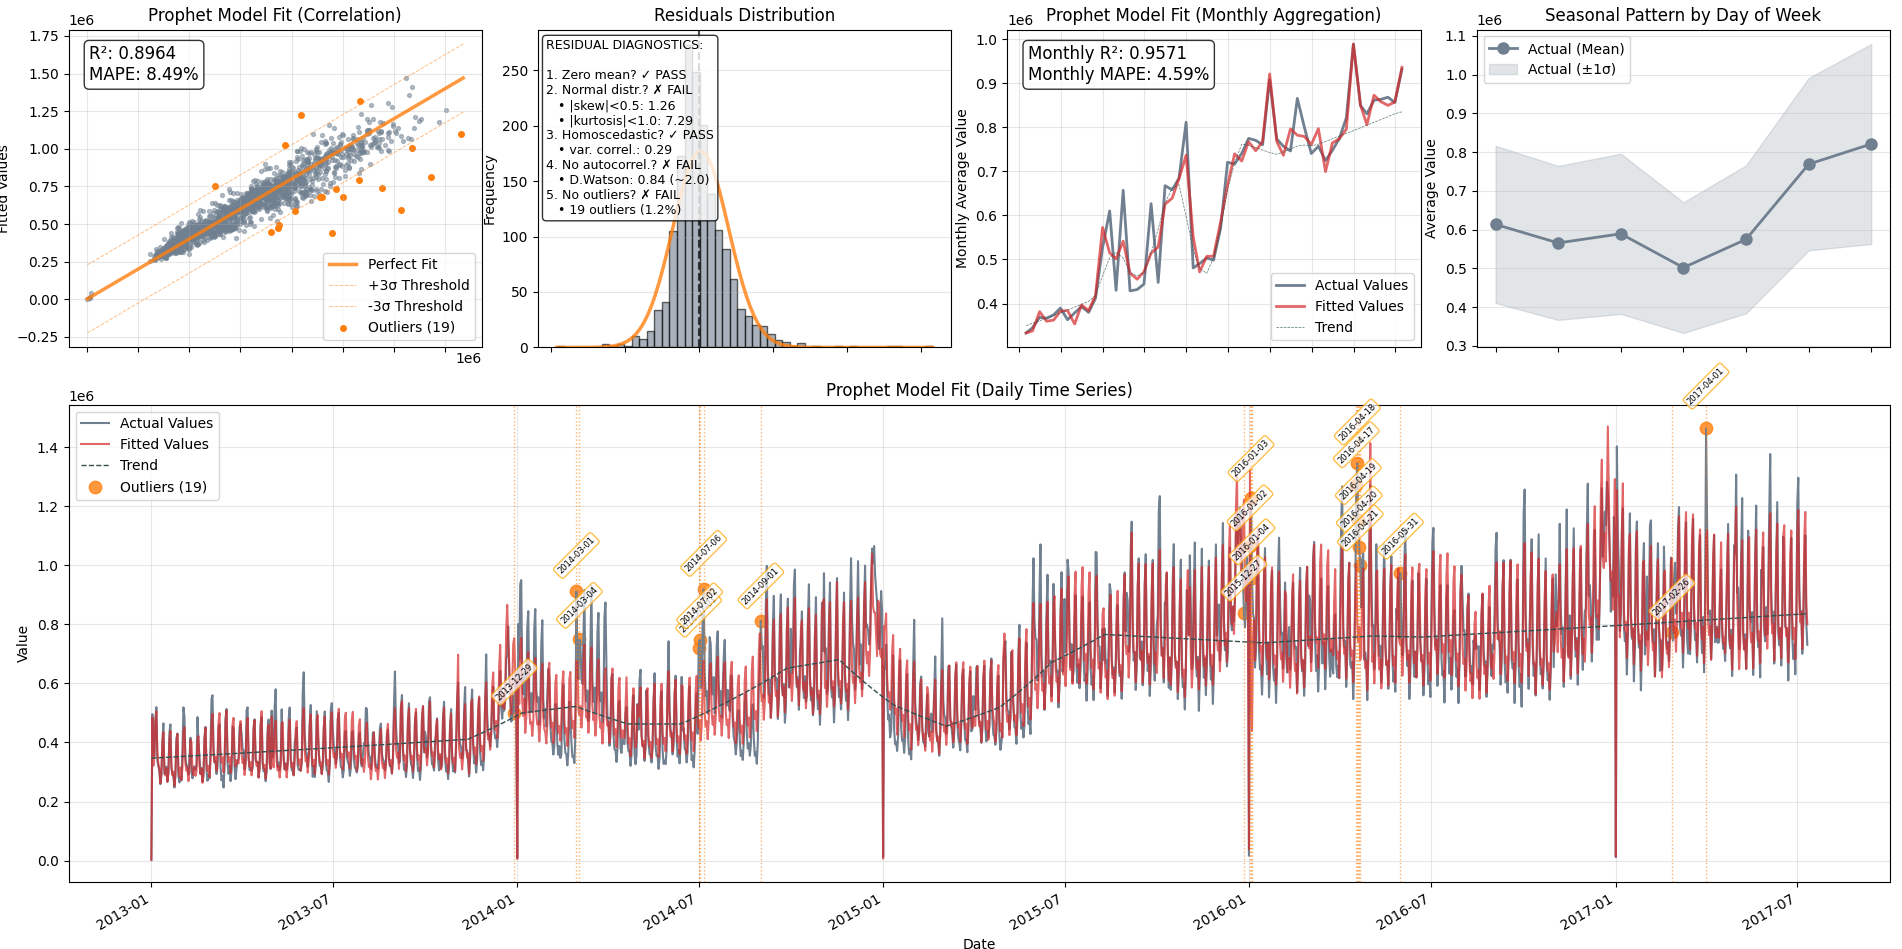 Prophet Model Fit (Correlation)
1e6
1.75
1.50
1.25
1.00
0.75
0.50
0.25
0.00
−0.25
Fitted Values
R²: 0.8964
MAPE: 8.49%
Perfect Fit
+3σ Threshold
-3σ Threshold
Outliers (19)
1e6
Residuals Distribution
250
200
150
100
50
0
Frequency
RESIDUAL DIAGNOSTICS:
1. Zero mean? ✓ PASS
2. Normal distr.? ✗ FAIL
• |skew|<0.5: 1.26
• |kurtosis|<1.0: 7.29
3. Homoscedastic? ✓ PASS
• var. correl.: 0.29
4. No autocorrel.? ✗ FAIL
• D.Watson: 0.84 (~2.0)
5. No outliers? ✗ FAIL
• 19 outliers (1.2%)
Prophet Model Fit (Monthly Aggregation)
1e6
1.0
0.9
0.8
0.7
0.6
0.5
0.4
Monthly Average Value
Monthly R²: 0.9571
Monthly MAPE: 4.59%
Actual Values
Fitted Values
Trend
Seasonal Pattern by Day of Week
1e6
1.1
1.0
0.9
0.8
0.7
0.6
0.5
0.4
0.3
Average Value
Actual (Mean)
Actual (±1σ)
Prophet Model Fit (Daily Time Series)
1e6
1.4
1.2
1.0
0.8
0.6
0.4
0.2
0.0
Value
Actual Values
Fitted Values
Trend
Outliers (19)
2013-12-29
2014-03-01
2014-03-04
2014-07-06
2014-07-02
2014-09-01
2016-01-03
2016-01-02
2016-01-04
2015-12-27
2016-04-18
2016-04-17
2016-04-19
2016-04-20
2016-04-21
2016-05-31
2017-02-26
2017-04-01
2013-01
2013-07
2014-01
2014-07
2015-01
2015-07
2016-01
2016-07
2017-01
2017-07
Date